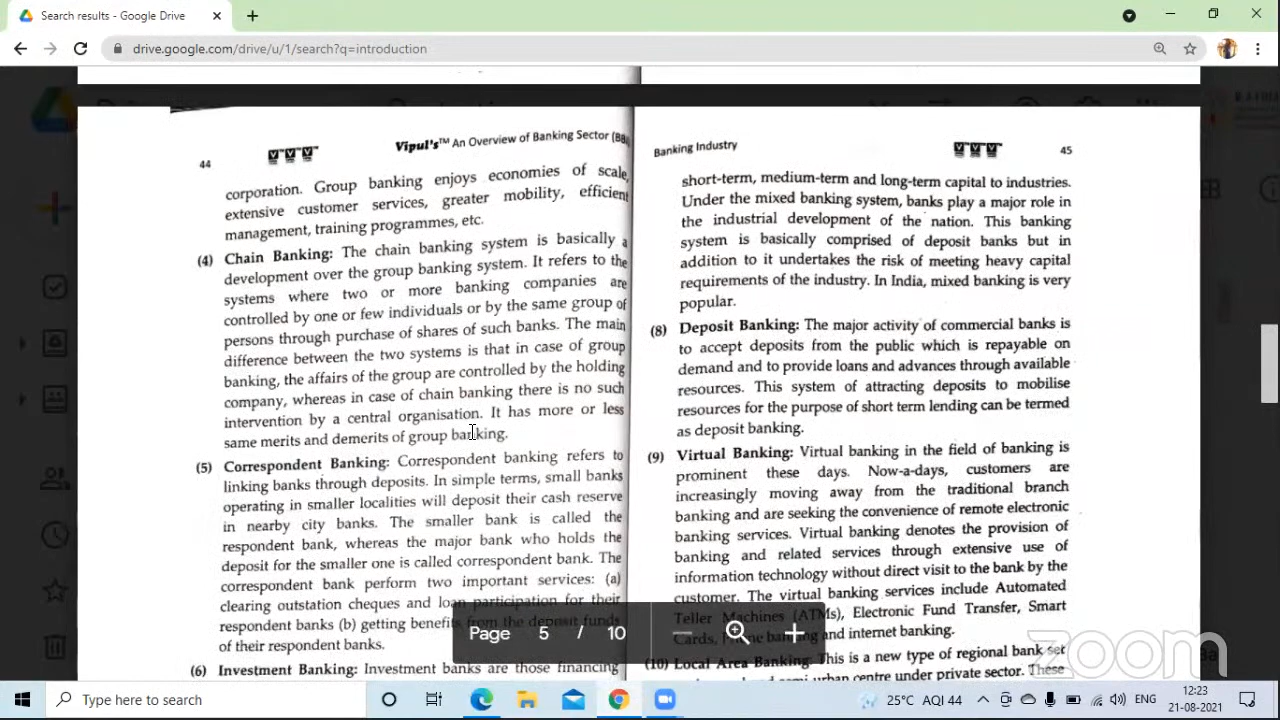 Search results - Google Drive
drive.google.com/drive/u/1/search?q=introduction
44
Vipul's™ An Overview of Banking Sector (BB
corporation. Group banking enjoys economies of scale,
extensive customer services, greater mobility, efficient
management, training programmes, etc.
(4) Chain Banking: The chain banking system is basically a
development over the group banking system. It refers to the
systems where two or more banking companies are
controlled by one or few individuals or by the same group of
persons through purchase of shares of such banks. The main
difference between the two systems is that in case of group
banking, the affairs of the group are controlled by the holding
company, whereas in case of chain banking there is no such
intervention by a central organisation. It has more or less
same merits and demerits of group banking.
(5) Correspondent Banking: Correspondent banking refers to
linking banks through deposits. In simple terms, small banks
operating in smaller localities will deposit their cash reserve
in nearby city banks. The smaller bank is called the
respondent bank, whereas the major bank who holds the
deposit for the smaller one is called correspondent bank. The
correspondent bank perform two important services: (a)
clearing outstation cheques and loan participation for their
respondent banks (b) getting benefits from the deposit funds
of their respondent banks.
(6) Investment Banking: Investment banks are those financing
Banking Industry
VVV
45
short-term, medium-term and long-term capital to industries.
Under the mixed banking system, banks play a major role in
the industrial development of the nation. This banking
system is basically comprised of deposit banks but in
addition to it undertakes the risk of meeting heavy capital
requirements of the industry. In India, mixed banking is very
popular.
(8) Deposit Banking: The major activity of commercial banks is
to accept deposits from the public which is repayable on
demand and to provide loans and advances through available
resources. This system of attracting deposits to mobilise
resources for the purpose of short term lending can be termed
as deposit banking.
(9) Virtual Banking: Virtual banking in the field of banking is
prominent these days. Now-a-days, customers are
increasingly moving away from the traditional branch
banking and are seeking the convenience of remote electronic
banking services. Virtual banking denotes the provision of
banking and related services through extensive use of
information technology without direct visit to the bank by the
customer. The virtual banking services include Automated
Teller Machines (ATMs), Electronic Fund Transfer, Smart
Cards, Phone banking and internet banking.
(10) Local Area Banking: This is a new type of regional bank set
semi urban centre under private sector. These
Page 5 / 10
zoom
Type here to search
25°C AQI 44
ENG
12:23
21-08-2021